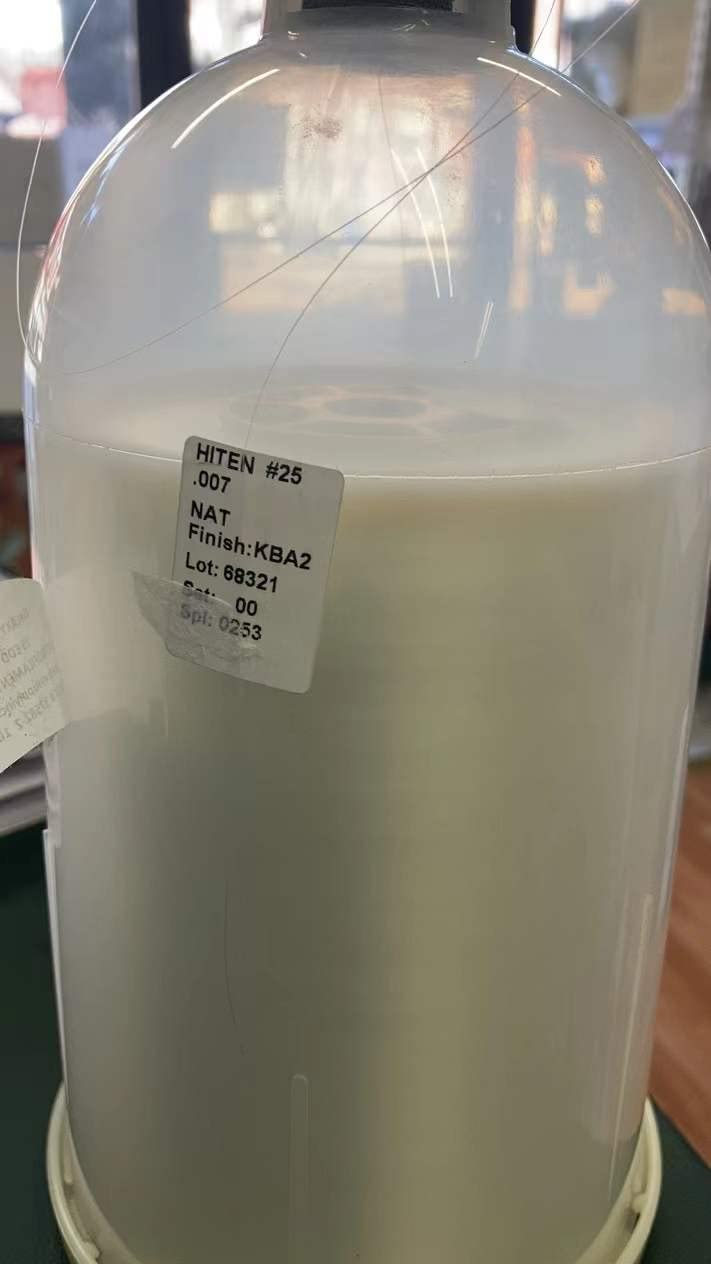 HITEN #25
.007
NAT
Finish:KBA2
Lot: 68321
Set: 00
Spl: 0253